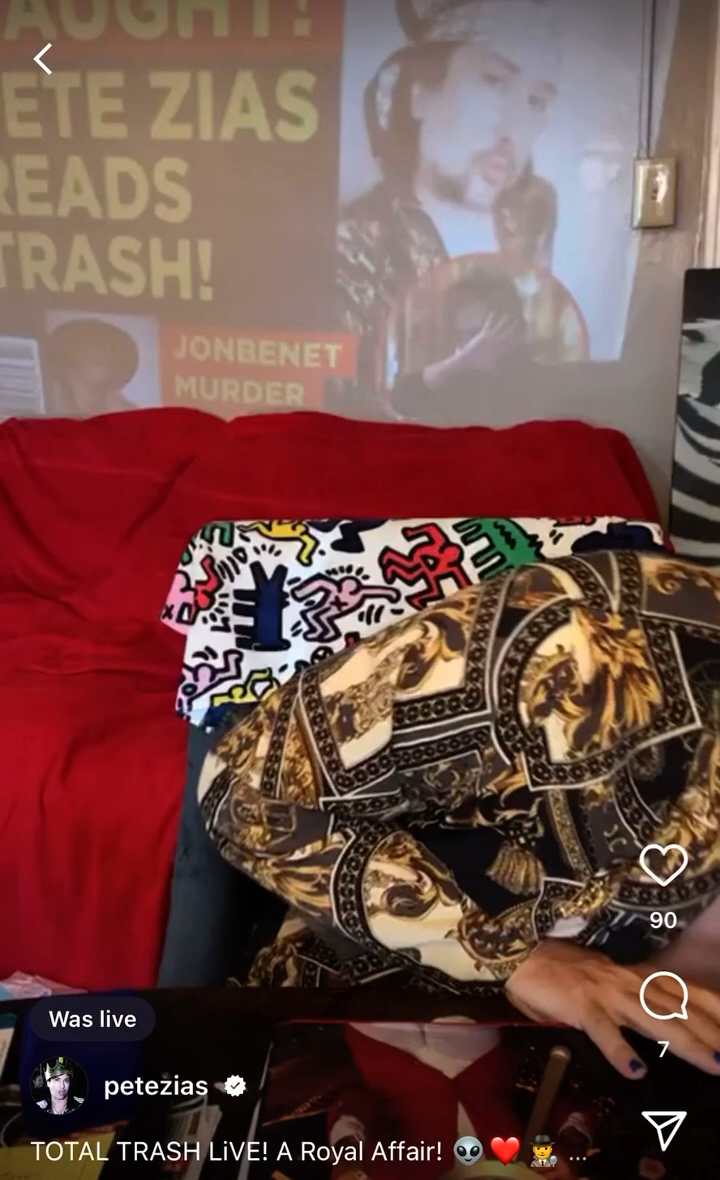 AUGHT!
ETE ZIAS
READS
TRASH!
JONBENET
MURDER
90
7
Was live
petezias
TOTAL TRASH LiVE! A Royal Affair! 👽❤️🕵️‍♂️ ...